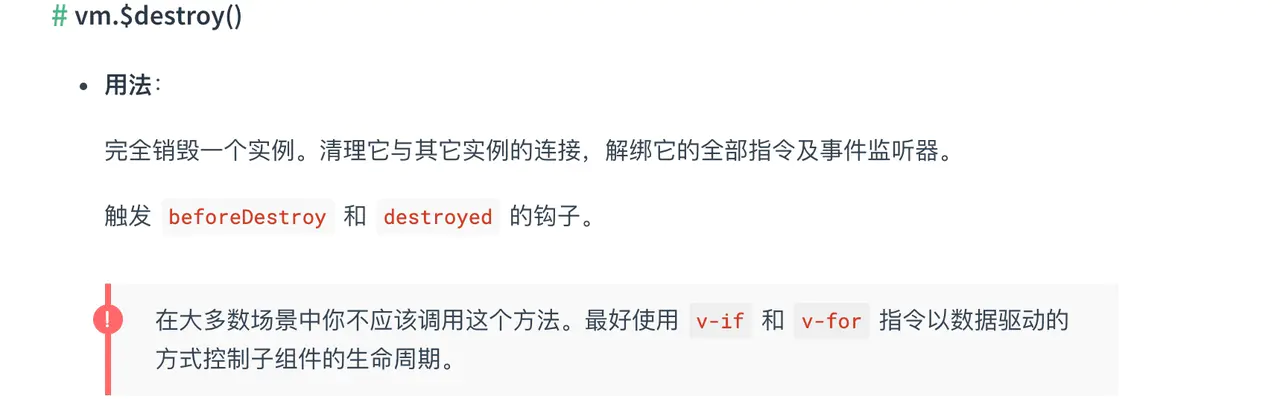 # vm.$destroy()
用法：
完全销毁一个实例。清理它与其它实例的连接，解绑它的全部指令及事件监听器。
触发 beforeDestroy 和 destroyed 的钩子。
!
在大多数场景中你不应该调用这个方法。最好使用 v-if 和 v-for 指令以数据驱动的
方式控制子组件的生命周期。